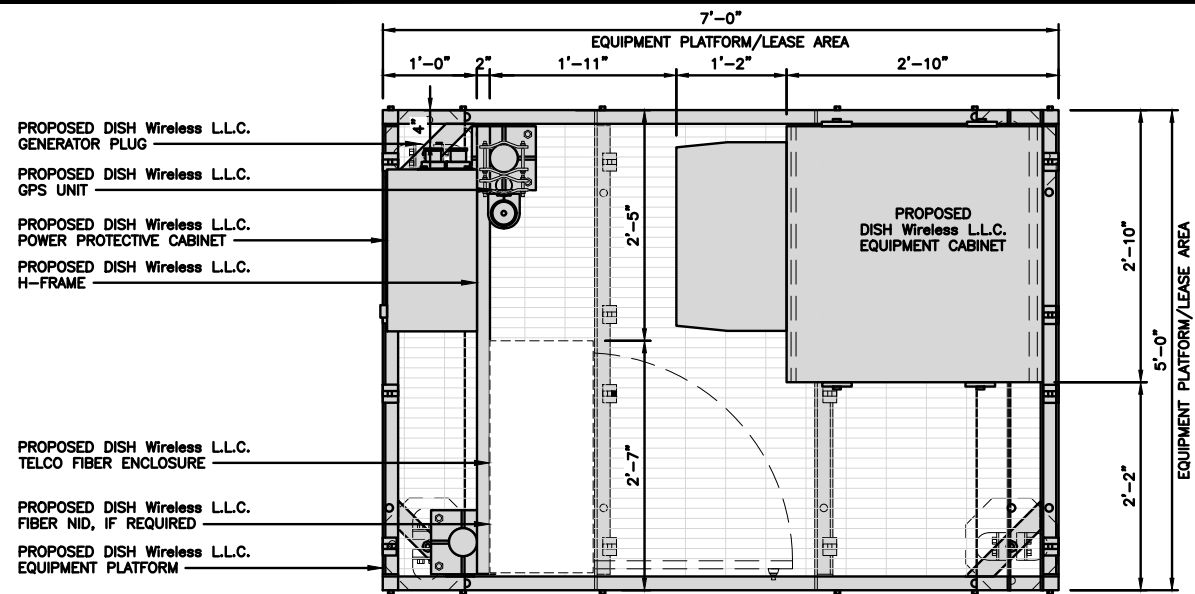 7'-0"
EQUIPMENT PLATFORM/LEASE AREA
1'-0"
2"
1'-11"
1'-2"
2'-10"
4"
PROPOSED DISH Wireless L.L.C.
GENERATOR PLUG
PROPOSED DISH Wireless L.L.C.
GPS UNIT
PROPOSED DISH Wireless L.L.C.
POWER PROTECTIVE CABINET
PROPOSED DISH Wireless L.L.C.
H-FRAME
PROPOSED DISH Wireless L.L.C.
TELCO FIBER ENCLOSURE
PROPOSED DISH Wireless L.L.C.
FIBER NID, IF REQUIRED
PROPOSED DISH Wireless L.L.C.
EQUIPMENT PLATFORM
2'-5"
2'-7"
PROPOSED
DISH Wireless L.L.C.
EQUIPMENT CABINET
2'-10"
2'-2"
5'-0"
EQUIPMENT PLATFORM/LEASE AREA